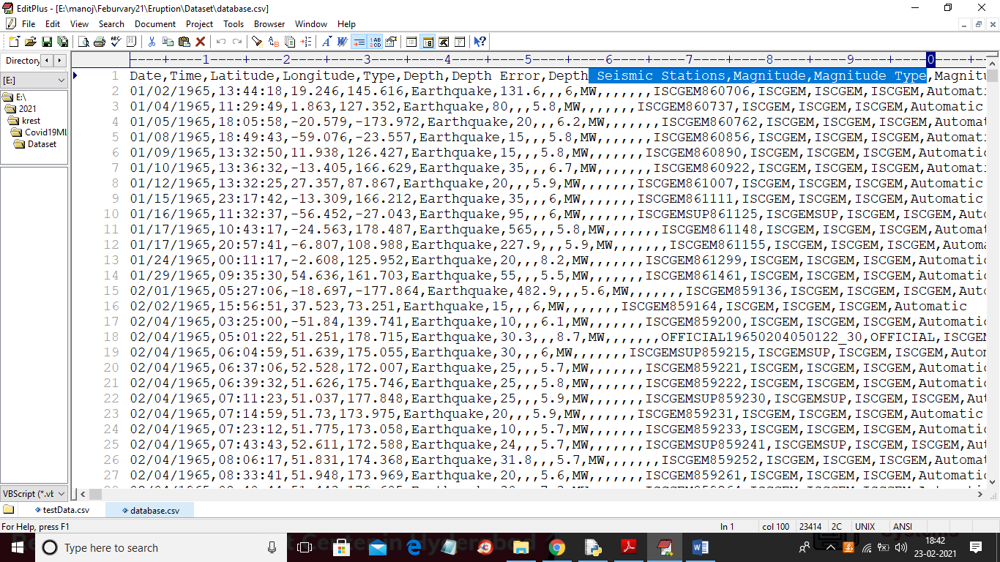 EditPlus - [E:\manoj\Feburvary21\Eruption\Dataset\database.csv]
File Edit View Search Document Project Tools Browser Window Help
Directory
[E:]
E:\
2021
krest
Covid19ML
Dataset
----+----1----+----2----+----3----+----4----+----5----+----6----+----7----+----8----+----9----+----0----+--
1 Date,Time,Latitude,Longitude,Type,Depth,Depth Error,Depth Seismic Stations,Magnitude,Magnitude Type,Magnitu
2 01/02/1965,13:44:18,19.246,145.616,Earthquake,131.6,,,6,MW,,,,,,,ISCGEM860706,ISCGEM,ISCGEM,ISCGEM,Automati
3 01/04/1965,11:29:49,1.863,127.352,Earthquake,80,,,5.8,MW,,,,,,,ISCGEM860737,ISCGEM,ISCGEM,ISCGEM,Automatic
4 01/05/1965,18:05:58,-20.579,-173.972,Earthquake,20,,,6.2,MW,,,,,,,ISCGEM860762,ISCGEM,ISCGEM,ISCGEM,Automat
5 01/08/1965,18:49:43,-59.076,-23.557,Earthquake,15,,,5.8,MW,,,,,,,ISCGEM860856,ISCGEM,ISCGEM,ISCGEM,Automati
6 01/09/1965,13:32:50,11.938,126.427,Earthquake,15,,,5.8,MW,,,,,,,ISCGEM860890,ISCGEM,ISCGEM,ISCGEM,Automatic
7 01/10/1965,13:36:32,-13.405,166.629,Earthquake,35,,,6.7,MW,,,,,,,ISCGEM860922,ISCGEM,ISCGEM,ISCGEM,Automati
8 01/12/1965,13:32:25,27.357,87.867,Earthquake,20,,,5.9,MW,,,,,,,ISCGEM861007,ISCGEM,ISCGEM,ISCGEM,Automatic
9 01/15/1965,23:17:42,-13.309,166.212,Earthquake,35,,,6,MW,,,,,,,ISCGEM861111,ISCGEM,ISCGEM,ISCGEM,Automatic
10 01/16/1965,11:32:37,-56.452,-27.043,Earthquake,95,,,6,MW,,,,,,,ISCGEMSUP861125,ISCGEMSUP,ISCGEM,ISCGEM,Auto
11 01/17/1965,10:43:17,-24.563,178.487,Earthquake,565,,,5.8,MW,,,,,,,ISCGEM861148,ISCGEM,ISCGEM,ISCGEM,Automat
12 01/17/1965,20:57:41,-6.807,108.988,Earthquake,227.9,,,5.9,MW,,,,,,,ISCGEM861155,ISCGEM,ISCGEM,ISCGEM,Automa
13 01/24/1965,00:11:17,-2.608,125.952,Earthquake,20,,,8.2,MW,,,,,,,ISCGEM861299,ISCGEM,ISCGEM,ISCGEM,Automatic
14 01/29/1965,09:35:30,54.636,161.703,Earthquake,55,,,5.5,MW,,,,,,,ISCGEM861461,ISCGEM,ISCGEM,ISCGEM,Automatic
15 02/01/1965,05:27:06,-18.697,-177.864,Earthquake,482.9,,,5.6,MW,,,,,,,ISCGEM859136,ISCGEM,ISCGEM,ISCGEM,Auto
16 02/02/1965,15:56:51,37.523,73.251,Earthquake,15,,,6,MW,,,,,,,ISCGEM859164,ISCGEM,ISCGEM,ISCGEM,Automatic
17 02/04/1965,03:25:00,-51.84,139.741,Earthquake,10,,,6.1,MW,,,,,,,ISCGEM859200,ISCGEM,ISCGEM,ISCGEM,Automatic
18 02/04/1965,05:01:22,51.251,178.715,Earthquake,30.3,,,8.7,MW,,,,,,,OFFICIAL19650204050122_30,OFFICIAL,ISCGEM
19 02/04/1965,06:04:59,51.639,175.055,Earthquake,30,,,6,MW,,,,,,,ISCGEMSUP859215,ISCGEMSUP,ISCGEM,ISCGEM,Autom
20 02/04/1965,06:37:06,52.528,172.007,Earthquake,25,,,5.7,MW,,,,,,,ISCGEM859221,ISCGEM,ISCGEM,ISCGEM,Automatic
21 02/04/1965,06:39:32,51.626,175.746,Earthquake,25,,,5.8,MW,,,,,,,ISCGEM859222,ISCGEM,ISCGEM,ISCGEM,Automatic
22 02/04/1965,07:11:23,51.037,177.848,Earthquake,25,,,5.9,MW,,,,,,,ISCGEMSUP859230,ISCGEMSUP,ISCGEM,ISCGEM,Aut
23 02/04/1965,07:14:59,51.73,173.975,Earthquake,20,,,5.9,MW,,,,,,,ISCGEM859231,ISCGEM,ISCGEM,ISCGEM,Automatic
24 02/04/1965,07:23:12,51.775,173.058,Earthquake,10,,,5.7,MW,,,,,,,ISCGEM859233,ISCGEM,ISCGEM,ISCGEM,Automatic
25 02/04/1965,07:43:43,52.611,172.588,Earthquake,24,,,5.7,MW,,,,,,,ISCGEMSUP859241,ISCGEMSUP,ISCGEM,ISCGEM,Aut
26 02/04/1965,08:06:17,51.831,174.368,Earthquake,31.8,,,5.7,MW,,,,,,,ISCGEM859252,ISCGEM,ISCGEM,ISCGEM,Automat
27 02/04/1965,08:33:41,51.948,173.969,Earthquake,20,,,5.6,MW,,,,,,,ISCGEM859261,ISCGEM,ISCGEM,ISCGEM,Automatic
VBScript (*.vb
testData.csv database.csv
For Help, press F1 ln 1 col 100 23414 2C UNIX ANSI
Type here to search
18:42
23-02-2021